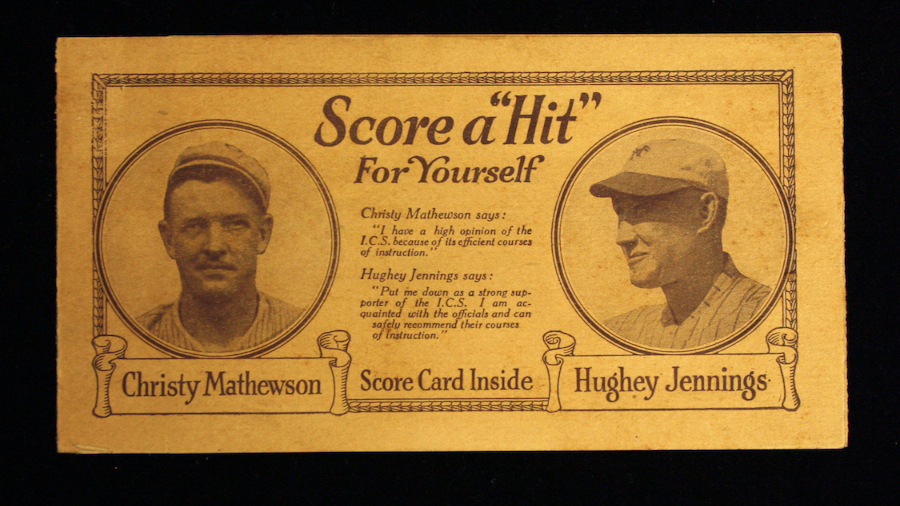 Score a "Hit"
For Yourself
Christy Mathewson says:
"I have a high opinion of the
I.C.S. because of its efficient courses
of instruction."
Hughey Jennings says:
"Put me down as a strong sup-
porter of the I.C.S. I am ac-
quainted with the officials and can
safely recommend their courses
of instruction."
Christy Mathewson
Score Card Inside
Hughey Jennings